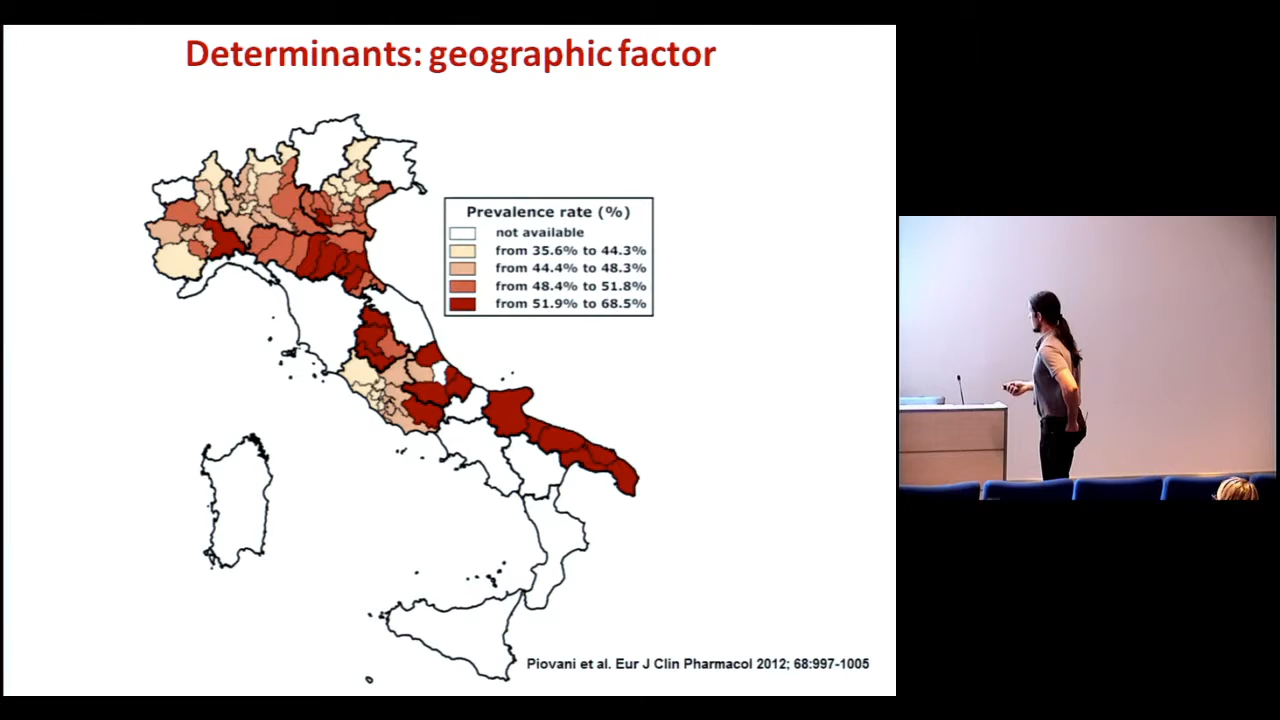 Determinants: geographic factor
Prevalence rate (%)
not available
from 35.6% to 44.3%
from 44.4% to 48.3%
from 48.4% to 51.8%
from 51.9% to 68.5%
Piovani et al. Eur J Clin Pharmacol 2012; 68:997-1005